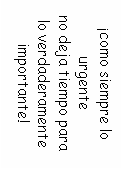 ¡como siempre lo
urgente
no deja tiempo para
lo verdaderamente
importante!